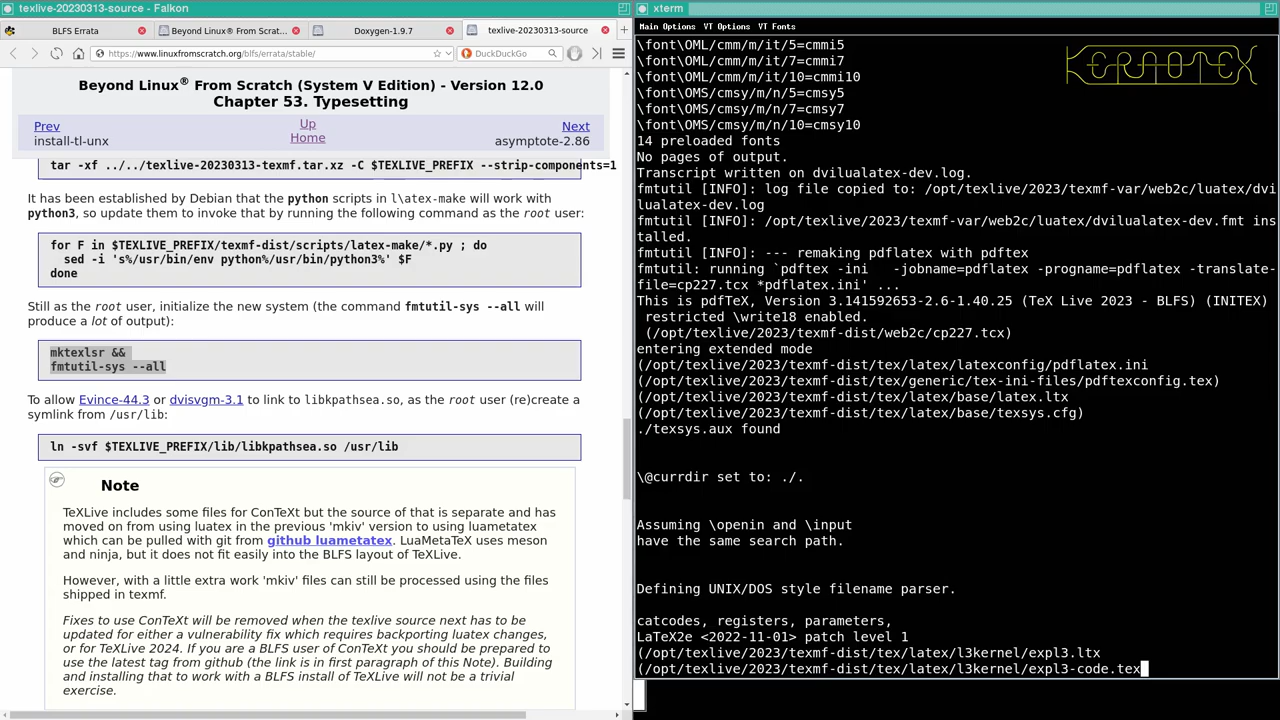 texlive-20230313-source - Falkon
BLFS Errata
Beyond Linux® From Scrat...
Doxygen-1.9.7
texlive-20230313-source
https://www.linuxfromscratch.org/blfs/errata/stable/
DuckDuckGo
Beyond Linux® From Scratch (System V Edition) - Version 12.0
Chapter 53. Typesetting
Prev
Up
Next
install-tl-unx
Home
asymptote-2.86
tar -xf ../../texlive-20230313-texmf.tar.xz -C $TEXLIVE_PREFIX --strip-components=1
It has been established by Debian that the python scripts in l\atex-make will work with
python3, so update them to invoke that by running the following command as the root user:
for F in $TEXLIVE_PREFIX/texmf-dist/scripts/latex-make/*.py ; do
sed -i 's%/usr/bin/env python%/usr/bin/python3%' $F
done
Still as the root user, initialize the new system (the command fmtutil-sys --all will
produce a lot of output):
mktexlsr &&
fmtutil-sys --all
To allow Evince-44.3 or dvisvgm-3.1 to link to libkpathsea.so, as the root user (re)create a
symlink from /usr/lib:
ln -svf $TEXLIVE_PREFIX/lib/libkpathsea.so /usr/lib
Note
TeXLive includes some files for ConTeXt but the source of that is separate and has
moved on from using luatex in the previous 'mkiv' version to using luametatex
which can be pulled with git from github luametatex. LuaMetaTeX uses meson
and ninja, but it does not fit easily into the BLFS layout of TeXLive.
However, with a little extra work 'mkiv' files can still be processed using the files
shipped in texmf.
Fixes to use ConTeXt will be removed when the texlive source next has to be
updated for either a vulnerability fix which requires backporting luatex changes,
or for TeXLive 2024. If you are a BLFS user of ConTeXt you should be prepared to
use the latest tag from github (the link is in first paragraph of this Note). Building
and installing that to work with a BLFS install of TeXLive will not be a trivial
exercise.
xterm
Main Options VT Options VT Fonts
KERAOTEX
\font\OML/cmm/m/it/5=cmmi5
\font\OML/cmm/m/it/7=cmmi7
\font\OML/cmm/m/it/10=cmmi10
\font\OMS/cmsy/m/n/5=cmsy5
\font\OMS/cmsy/m/n/7=cmsy7
\font\OMS/cmsy/m/n/10=cmsy10
14 preloaded fonts
No pages of output.
Transcript written on dvilualatex-dev.log.
fmtutil [INFO]: log file copied to: /opt/texlive/2023/texmf-var/web2c/luatex/dvi
lualatex-dev.log
fmtutil [INFO]: /opt/texlive/2023/texmf-var/web2c/luatex/dvilualatex-dev.fmt ins
talled.
fmtutil [INFO]: --- remaking pdflatex with pdftex
fmtutil: running `pdftex -ini   -jobname=pdflatex -progname=pdflatex -translate-
file=cp227.tcx *pdflatex.ini' ...
This is pdfTeX, Version 3.141592653-2.6-1.40.25 (TeX Live 2023 - BLFS) (INITEX)
restricted \write18 enabled.
(/opt/texlive/2023/texmf-dist/web2c/cp227.tcx)
entering extended mode
(/opt/texlive/2023/texmf-dist/tex/latex/latexconfig/pdflatex.ini
(/opt/texlive/2023/texmf-dist/tex/generic/tex-ini-files/pdftexconfig.tex)
(/opt/texlive/2023/texmf-dist/tex/latex/base/latex.ltx
(/opt/texlive/2023/texmf-dist/tex/latex/base/texsys.cfg)
./texsys.aux found
\@currdir set to: ./.
Assuming \openin and \input
have the same search path.
Defining UNIX/DOS style filename parser.
catcodes, registers, parameters,
LaTeX2e <2022-11-01> patch level 1
(/opt/texlive/2023/texmf-dist/tex/latex/l3kernel/expl3.ltx
(/opt/texlive/2023/texmf-dist/tex/latex/l3kernel/expl3-code.tex